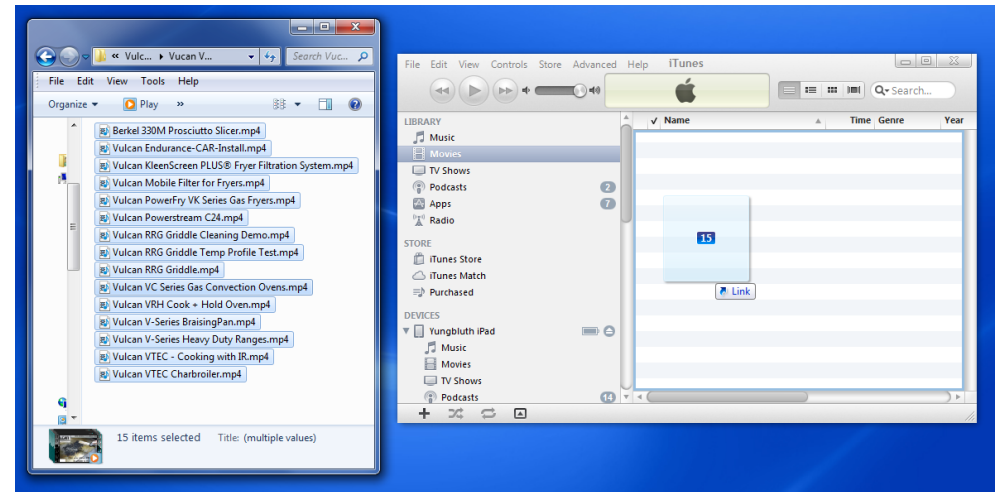 « Vulc... Vucan V...
Search Vuc...
File Edit View Tools Help
Organize Play »
Berkel 330M Prosciutto Slicer.mp4
Vulcan Endurance-CAR-Install.mp4
Vulcan KleenScreen PLUS® Fryer Filtration System.mp4
Vulcan Mobile Filter for Fryers.mp4
Vulcan PowerFry VK Series Gas Fryers.mp4
Vulcan Powerstream C24.mp4
Vulcan RRG Griddle Cleaning Demo.mp4
Vulcan RRG Griddle Temp Profile Test.mp4
Vulcan RRG Griddle.mp4
Vulcan VC Series Gas Convection Ovens.mp4
Vulcan VRH Cook + Hold Oven.mp4
Vulcan V-Series BraisingPan.mp4
Vulcan V-Series Heavy Duty Ranges.mp4
Vulcan VTEC - Cooking with IR.mp4
Vulcan VTEC Charbroiler.mp4
15 items selected Title: (multiple values)
File Edit View Controls Store Advanced Help iTunes
Search...
LIBRARY
Music
Movies
TV Shows
Podcasts 2
Apps 7
Radio
STORE
iTunes Store
iTunes Match
Purchased
DEVICES
Yungbluth iPad
Music
Movies
TV Shows
Podcasts 14
√ Name Time Genre Year
15
Link